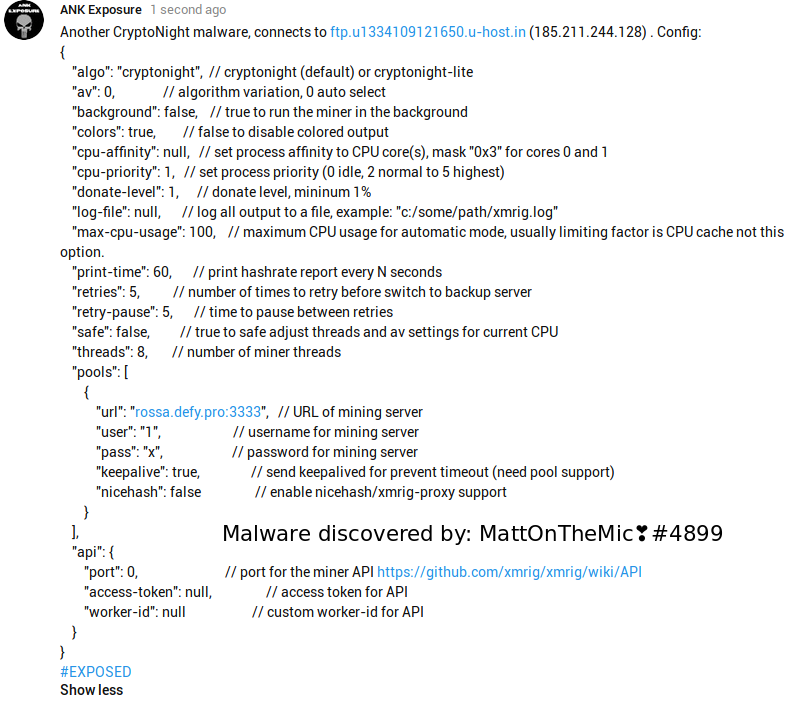 ANK EXPOSURE
ANK Exposure 1 second ago
Another CryptoNight malware, connects to ftp.u1334109121650.u-host.in (185.211.244.128) . Config:
{
"algo": "cryptonight", // cryptonight (default) or cryptonight-lite
"av": 0, // algorithm variation, 0 auto select
"background": false, // true to run the miner in the background
"colors": true, // false to disable colored output
"cpu-affinity": null, // set process affinity to CPU core(s), mask "0x3" for cores 0 and 1
"cpu-priority": 1, // set process priority (0 idle, 2 normal to 5 highest)
"donate-level": 1, // donate level, mininum 1%
"log-file": null, // log all output to a file, example: "c:/some/path/xmrig.log"
"max-cpu-usage": 100, // maximum CPU usage for automatic mode, usually limiting factor is CPU cache not this
option.
"print-time": 60, // print hashrate report every N seconds
"retries": 5, // number of times to retry before switch to backup server
"retry-pause": 5, // time to pause between retries
"safe": false, // true to safe adjust threads and av settings for current CPU
"threads": 8, // number of miner threads
"pools": [
{
"url": "rossa.defy.pro:3333", // URL of mining server
"user": "1", // username for mining server
"pass": "x", // password for mining server
"keepalive": true, // send keepalived for prevent timeout (need pool support)
"nicehash": false // enable nicehash/xmrig-proxy support
}
],
Malware discovered by: MattOnTheMic❣#4899
"api": {
"port": 0, // port for the miner API https://github.com/xmrig/xmrig/wiki/API
"access-token": null, // access token for API
"worker-id": null // custom worker-id for API
}
}
#EXPOSED
Show less